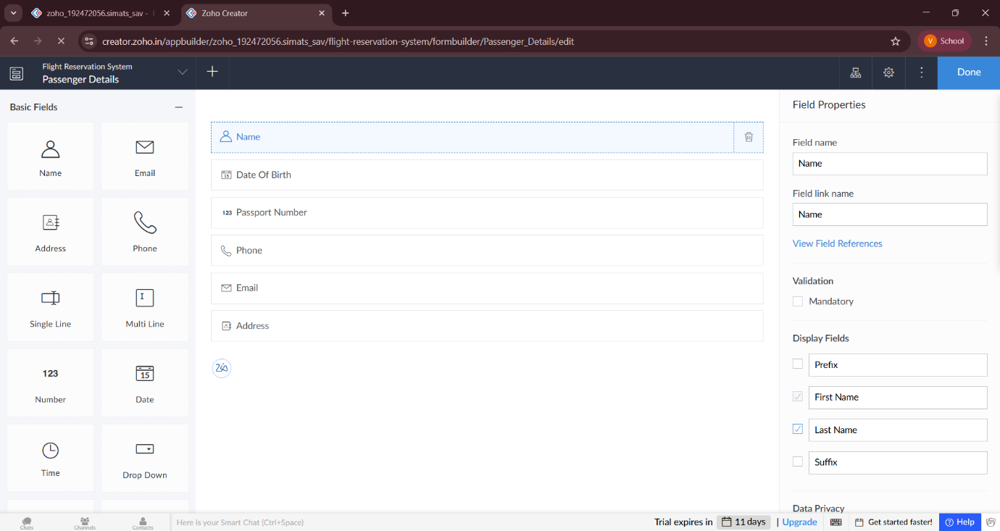 zoho_192472056.simats_sav -
Zoho Creator
creator.zoho.in/appbuilder/zoho_192472056.simats_sav/flight-reservation-system/formbuilder/Passenger_Details/edit
V School
Flight Reservation System
Passenger Details
Done
Basic Fields
Name
Email
Address
Phone
Single Line
Multi Line
123
Number
15
Date
Time
Drop Down
Name
15 Date Of Birth
123 Passport Number
Phone
Email
Address
Zia
Field Properties
Field name
Name
Field link name
Name
View Field References
Validation
Mandatory
Display Fields
Prefix
First Name
Last Name
Suffix
Data Privacy
Chats
Channels
Contacts
Here is your Smart Chat (Ctrl+Space)
Trial expires in 11 days | Upgrade
Get started faster!
Help